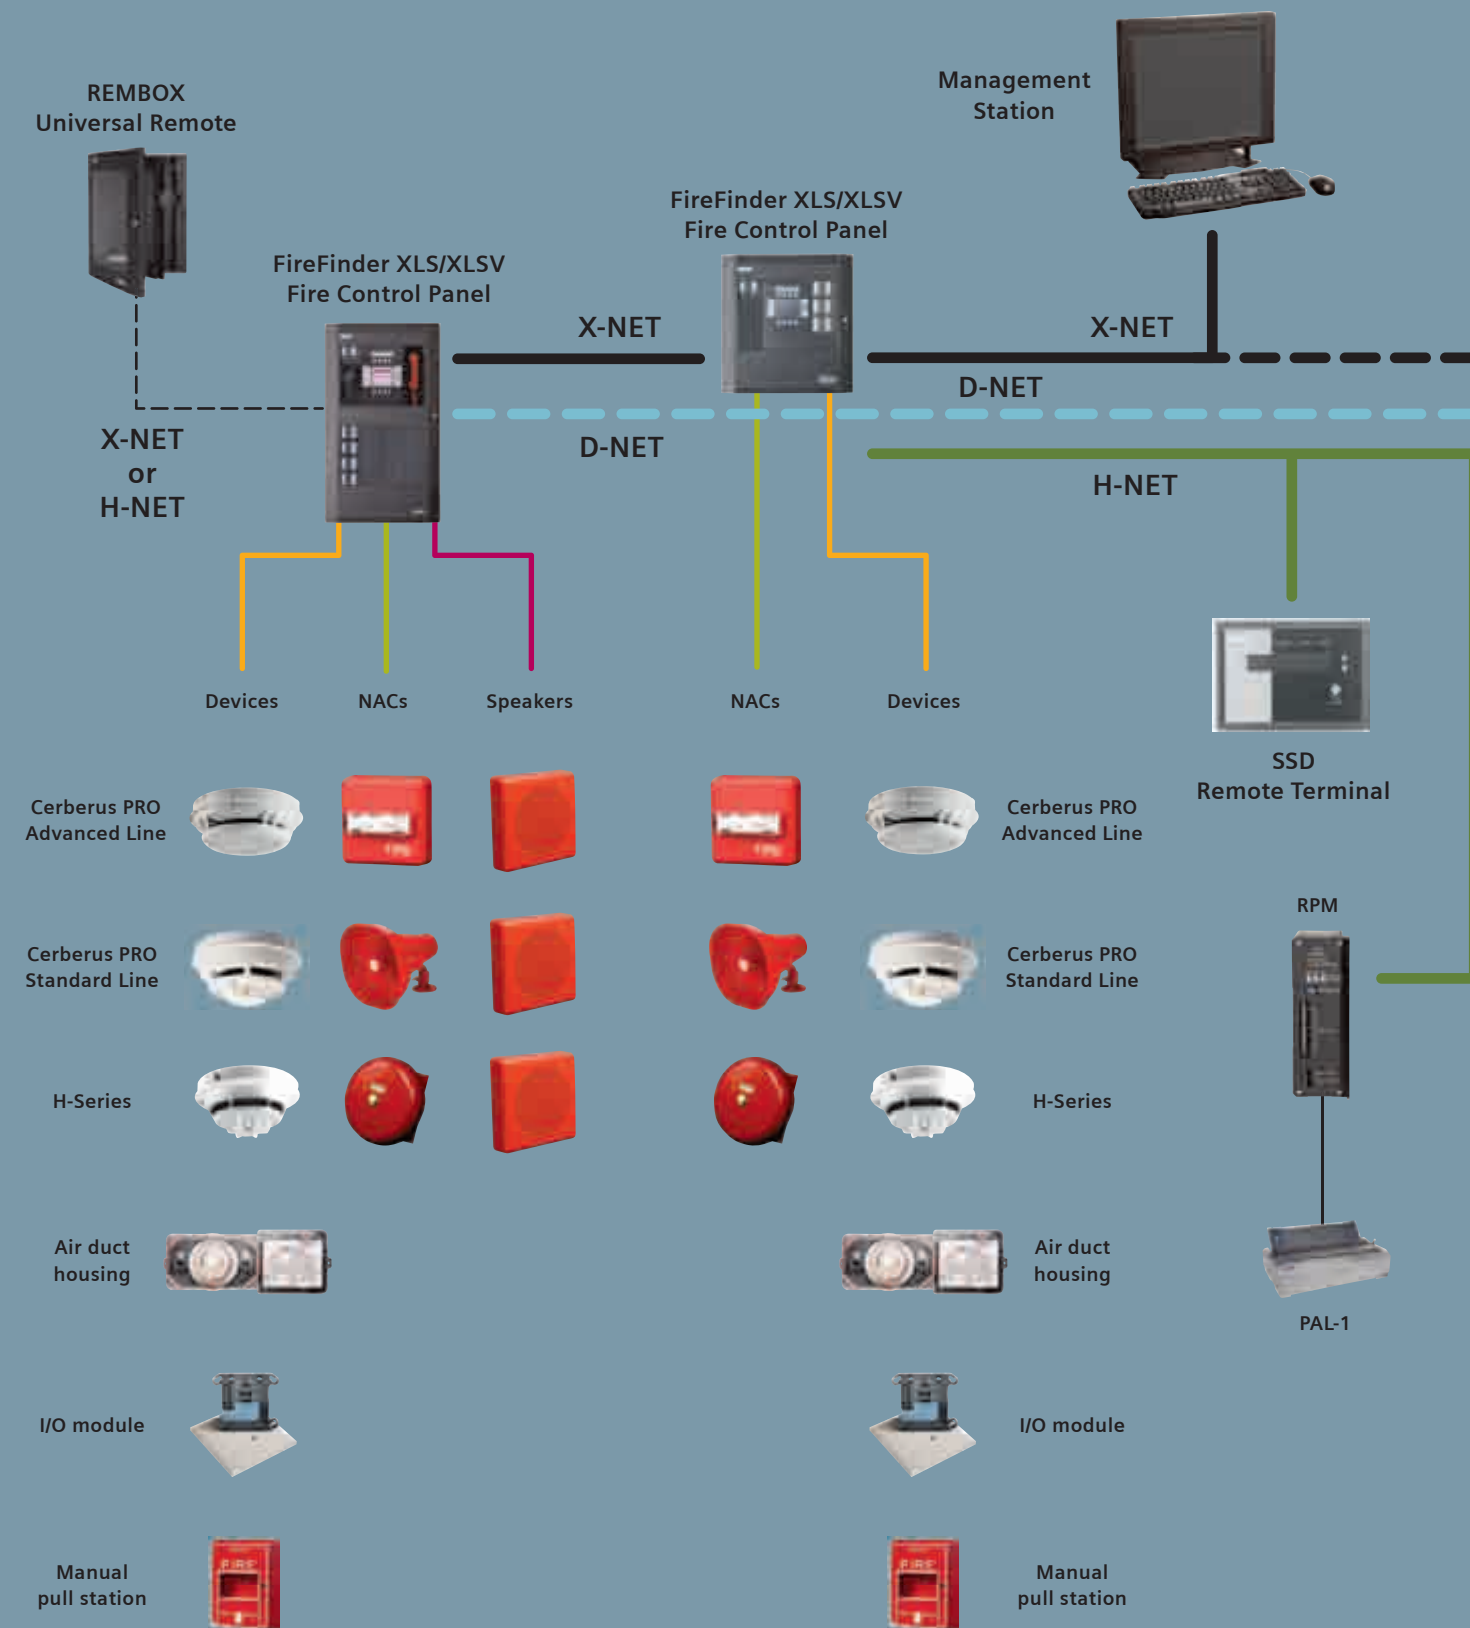 REMBOX
Universal Remote
Management
Station
FireFinder XLS/XLSV
Fire Control Panel
FireFinder XLS/XLSV
Fire Control Panel
X-NET
X-NET
D-NET
X-NET
or
H-NET
D-NET
H-NET
Devices
NACs
Speakers
NACs
Devices
SSD
Remote Terminal
Cerberus PRO
Advanced Line
Cerberus PRO
Advanced Line
RPM
Cerberus PRO
Standard Line
Cerberus PRO
Standard Line
H-Series
H-Series
Air duct
housing
Air duct
housing
PAL-1
I/O module
I/O module
Manual
pull station
FIRE
FIRE
Manual
pull station